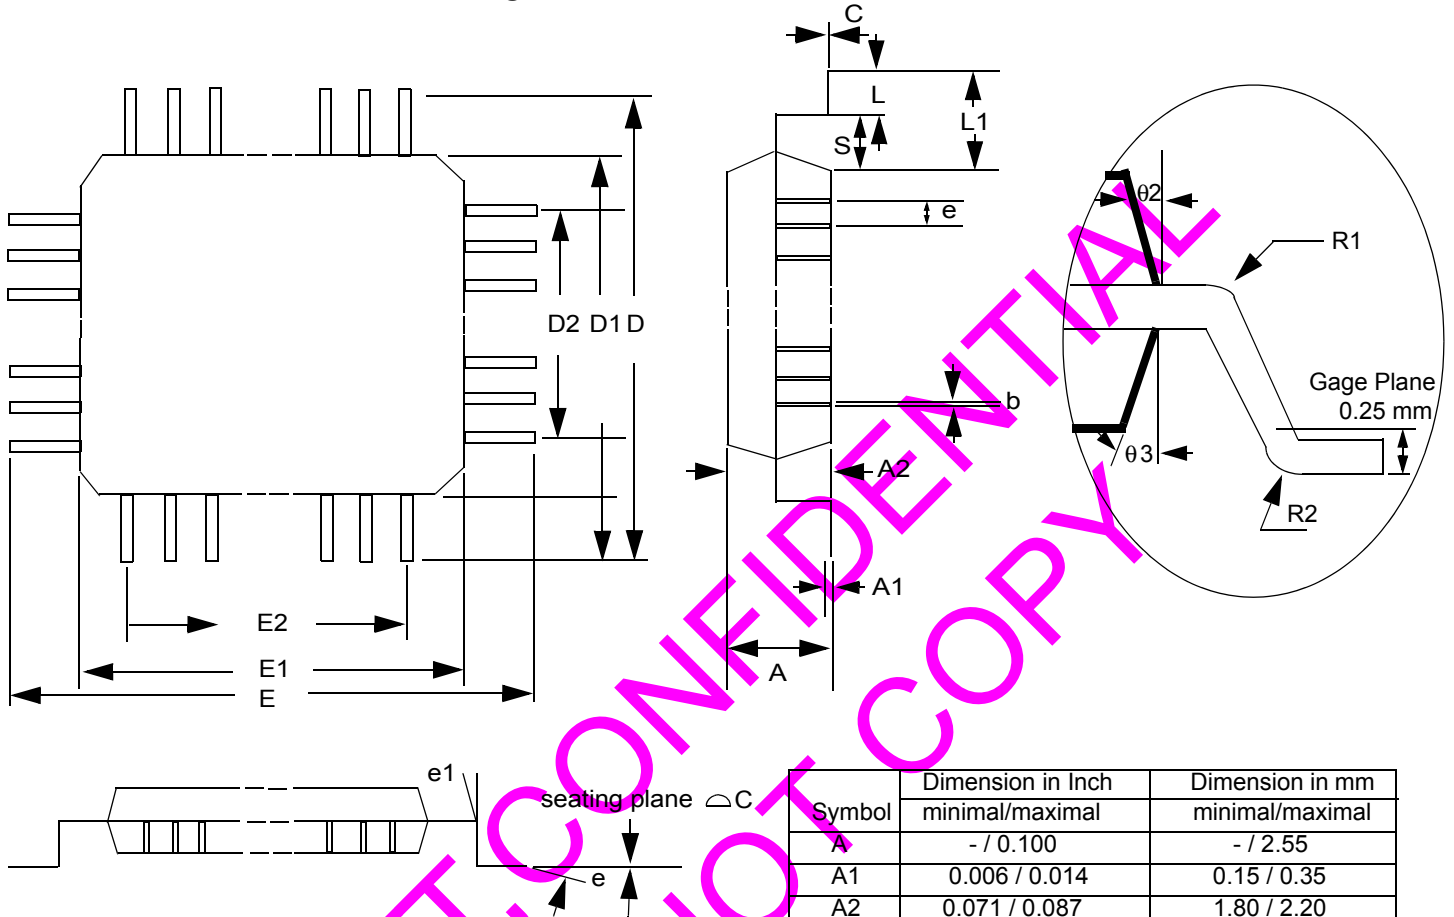 C
L
L1
S
e
θ2
R1
D2 D1 D
Gage Plane
0.25 mm
b
θ3
A2
R2
A1
E2
E1
A
E
e1
seating plane ⌓ C
e
Dimension in Inch Dimension in mm
Symbol minimal/maximal minimal/maximal
A - / 0.100 - / 2.55
A1 0.006 / 0.014 0.15 / 0.35
A2 0.071 / 0.087 1.80 / 2.20
T CONFIDENTIAL
NOT COPY